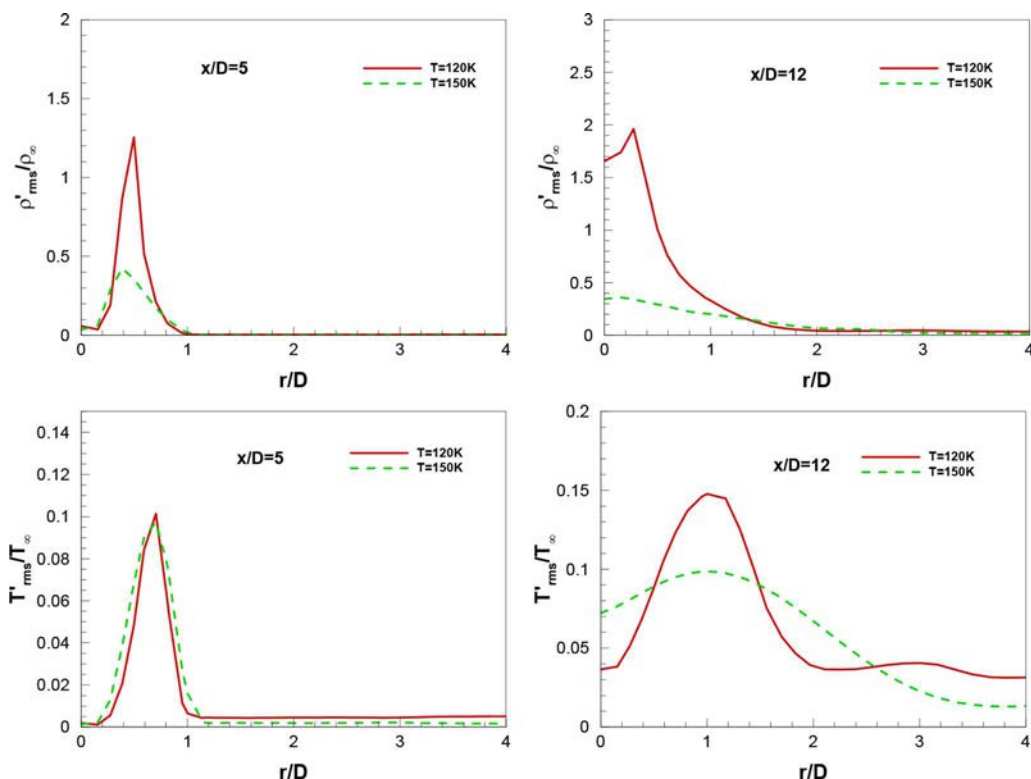 2
1.5
1
0.5
0
ρ'rms/ρ∞
x/D=5
T=120K
T=150K
0 1 2 3 4
r/D
3
2.5
2
1.5
1
0.5
0
ρ'rms/ρ∞
x/D=12
T=120K
T=150K
0 1 2 3 4
r/D
0.14
0.12
0.1
0.08
0.06
0.04
0.02
0
T'rms/T∞
x/D=5
T=120K
T=150K
0 1 2 3 4
r/D
0.2
0.15
0.1
0.05
0
T'rms/T∞
x/D=12
T=120K
T=150K
0 1 2 3 4
r/D